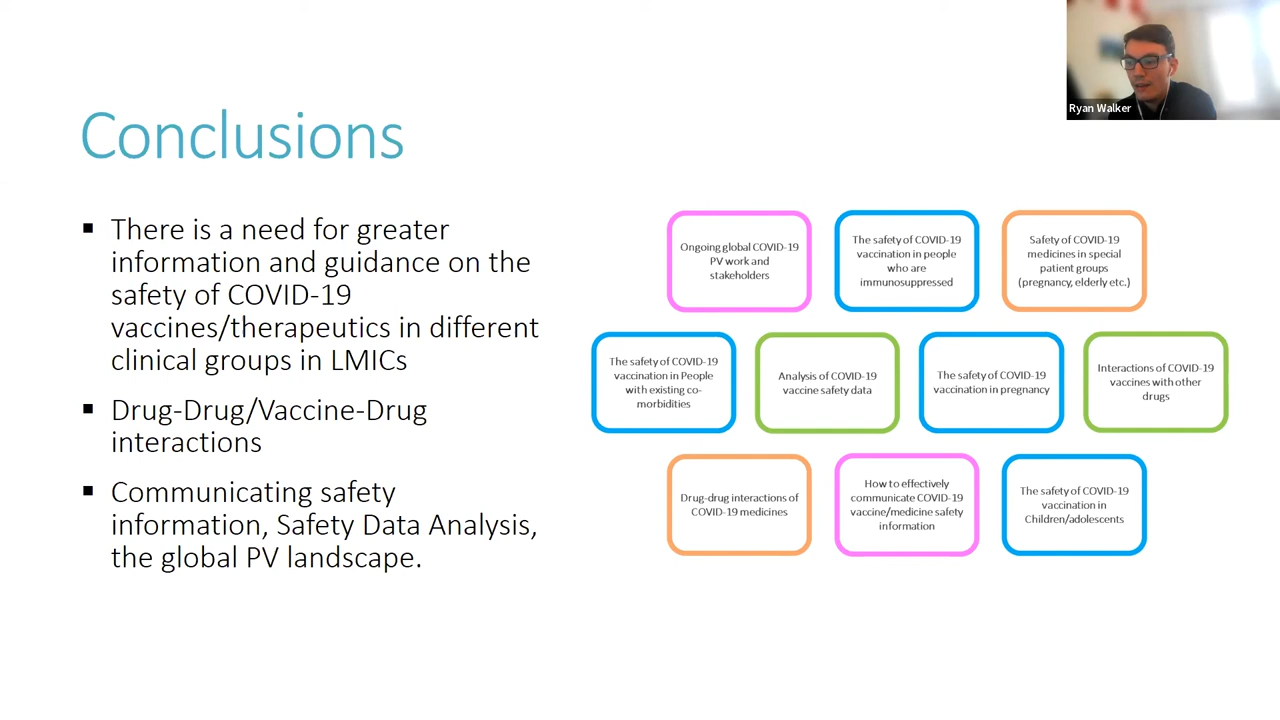 Ryan Walker
Conclusions
▪ There is a need for greater
information and guidance on the
safety of COVID-19
vaccines/therapeutics in different
clinical groups in LMICs
▪ Drug-Drug/Vaccine-Drug
interactions
▪ Communicating safety
information, Safety Data Analysis,
the global PV landscape.
Ongoing global COVID-19
PV work and
stakeholders
The safety of COVID-19
vaccination in people
who are
immunosuppressed
Safety of COVID-19
medicines in special
patient groups
(pregnancy, elderly etc.)
The safety of COVID-19
vaccination in People
with existing co-
morbidities
Analysis of COVID-19
vaccine safety data
The safety of COVID-19
vaccination in pregnancy
Interactions of COVID-19
vaccines with other
drugs
Drug-drug interactions of
COVID-19 medicines
How to effectively
communicate COVID-19
vaccine/medicine safety
information
The safety of COVID-19
vaccination in
Children/adolescents